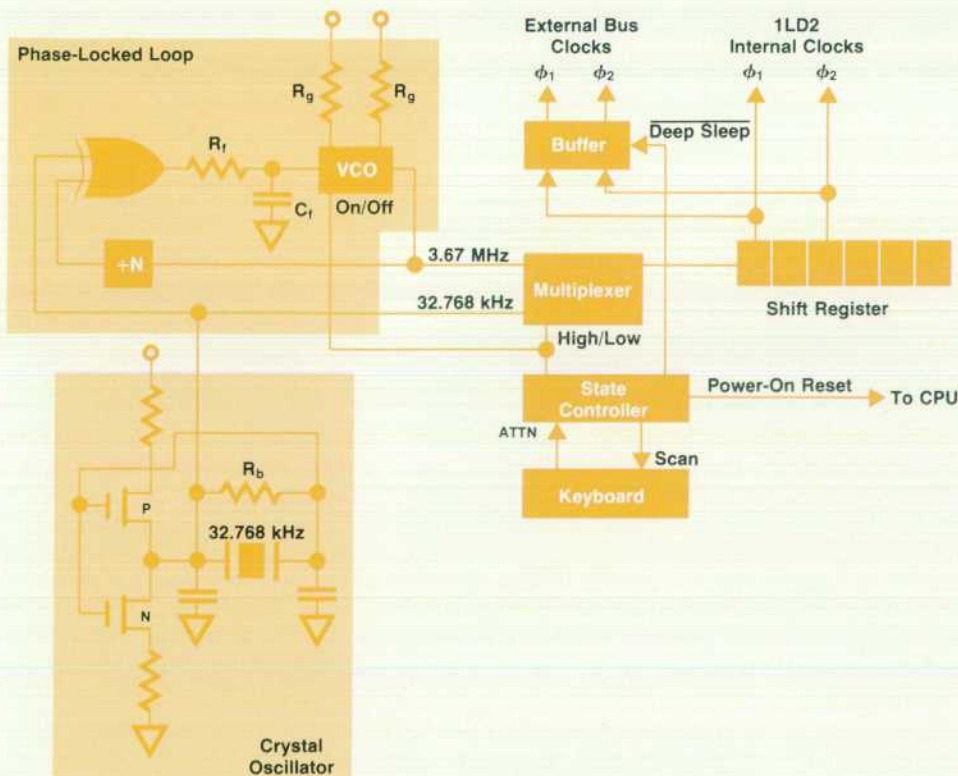 External Bus
Clocks
1LD2
Internal Clocks
ϕ1
ϕ2
ϕ1
ϕ2
Phase-Locked Loop
Rg
Rg
Deep Sleep
Buffer
Rf
VCO
Cf
On/Off
÷N
3.67 MHz
Multiplexer
32.768 kHz
Shift Register
High/Low
State
Controller
Power-On Reset
To CPU
ATTN
Scan
Keyboard
Rb
P
32.768 kHz
N
Crystal
Oscillator